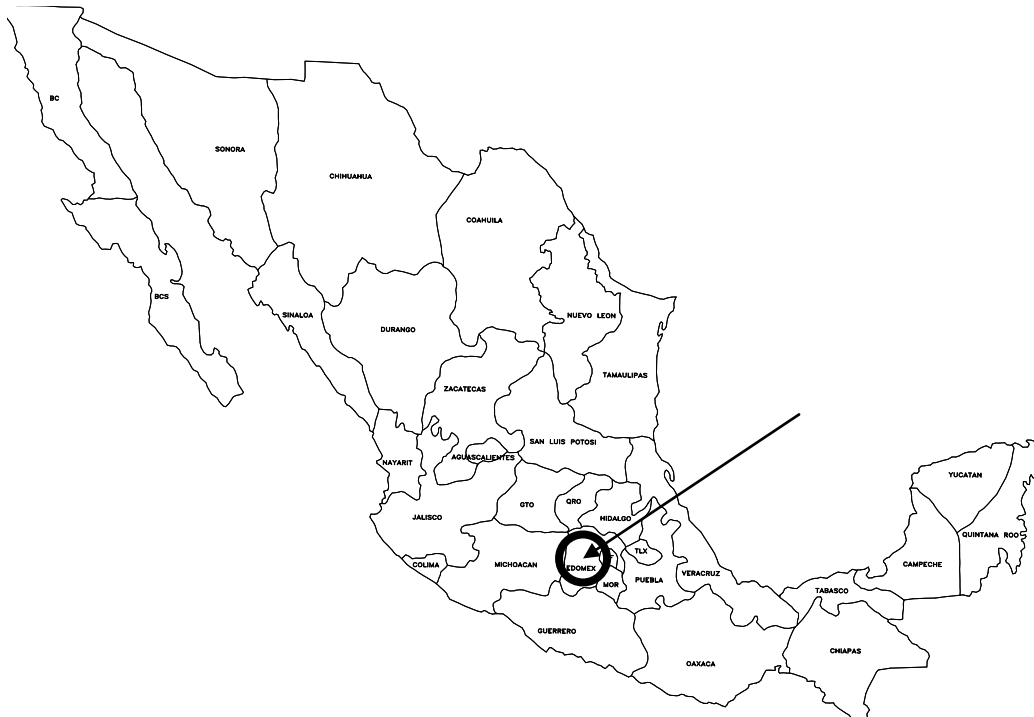 BC
SONORA
CHIHUAHUA
COAHUILA
BCS
SINALOA
NUEVO LEON
DURANGO
TAMAULIPAS
ZACATECAS
SAN LUIS POTOSI
AGUASCALIENTES
NAYARIT
YUCATAN
GTO
QRO
JALISCO
HIDALGO
QUINTANA ROO
TLX
COLIMA
MICHOACAN
EDOMEX
CAMPECHE
MOR
PUEBLA
VERACRUZ
TABASCO
GUERRERO
CHIAPAS
OAXACA